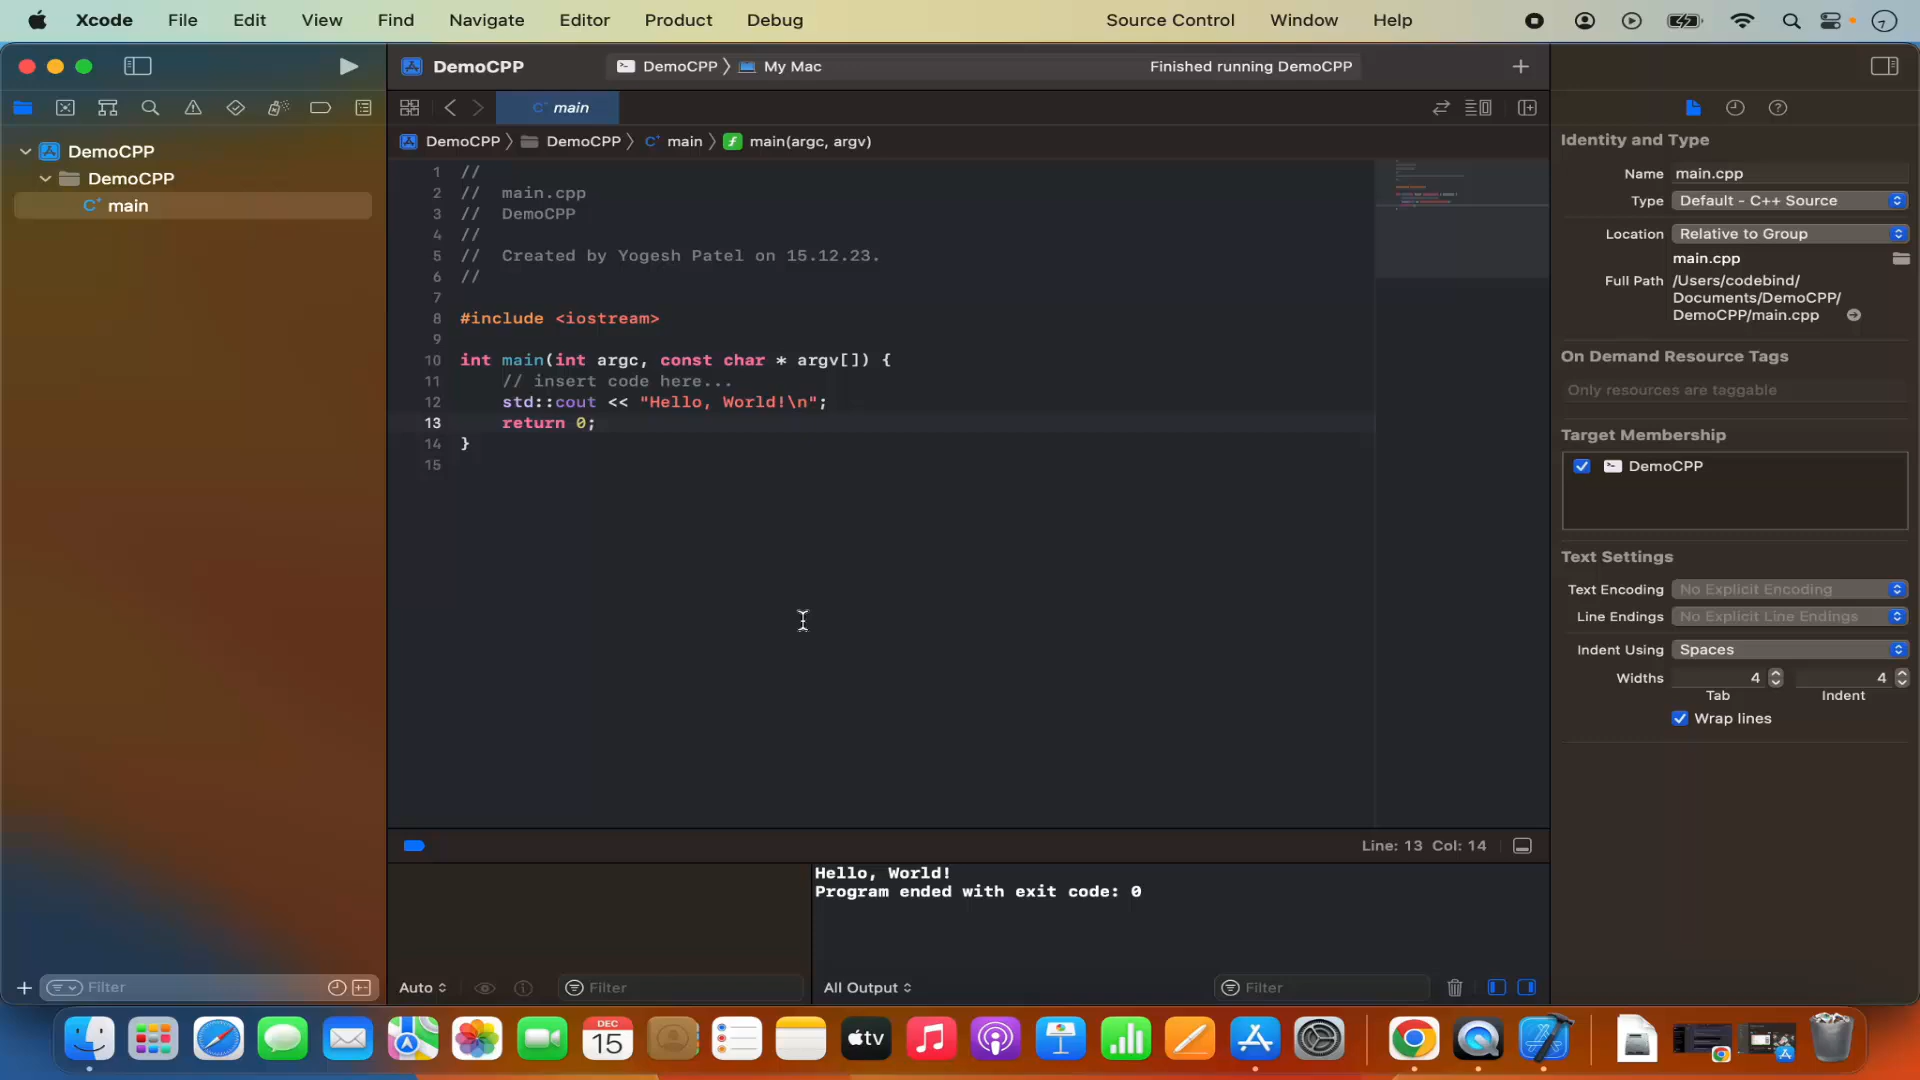 Xcode File Edit View Find Navigate Editor Product Debug Source Control Window Help
DemoCPP
DemoCPP
main
Filter
DemoCPP
DemoCPP 〉 My Mac
Finished running DemoCPP
main
DemoCPP 〉 DemoCPP 〉 main 〉 main(argc, argv)
1 //
2 //  main.cpp
3 //  DemoCPP
4 //
5 //  Created by Yogesh Patel on 15.12.23.
6 //
7
8 #include <iostream>
9
10 int main(int argc, const char * argv[]) {
11     // insert code here...
12     std::cout << "Hello, World!\n";
13     return 0;
14 }
15
Line: 13 Col: 14
Auto
Filter
Hello, World!
Program ended with exit code: 0
All Output
Filter
Identity and Type
Name main.cpp
Type Default - C++ Source
Location Relative to Group
main.cpp
Full Path /Users/codebind/
Documents/DemoCPP/
DemoCPP/main.cpp
On Demand Resource Tags
Only resources are taggable
Target Membership
DemoCPP
Text Settings
Text Encoding No Explicit Encoding
Line Endings No Explicit Line Endings
Indent Using Spaces
Widths 4 4
Tab Indent
Wrap lines
DEC
15
tv